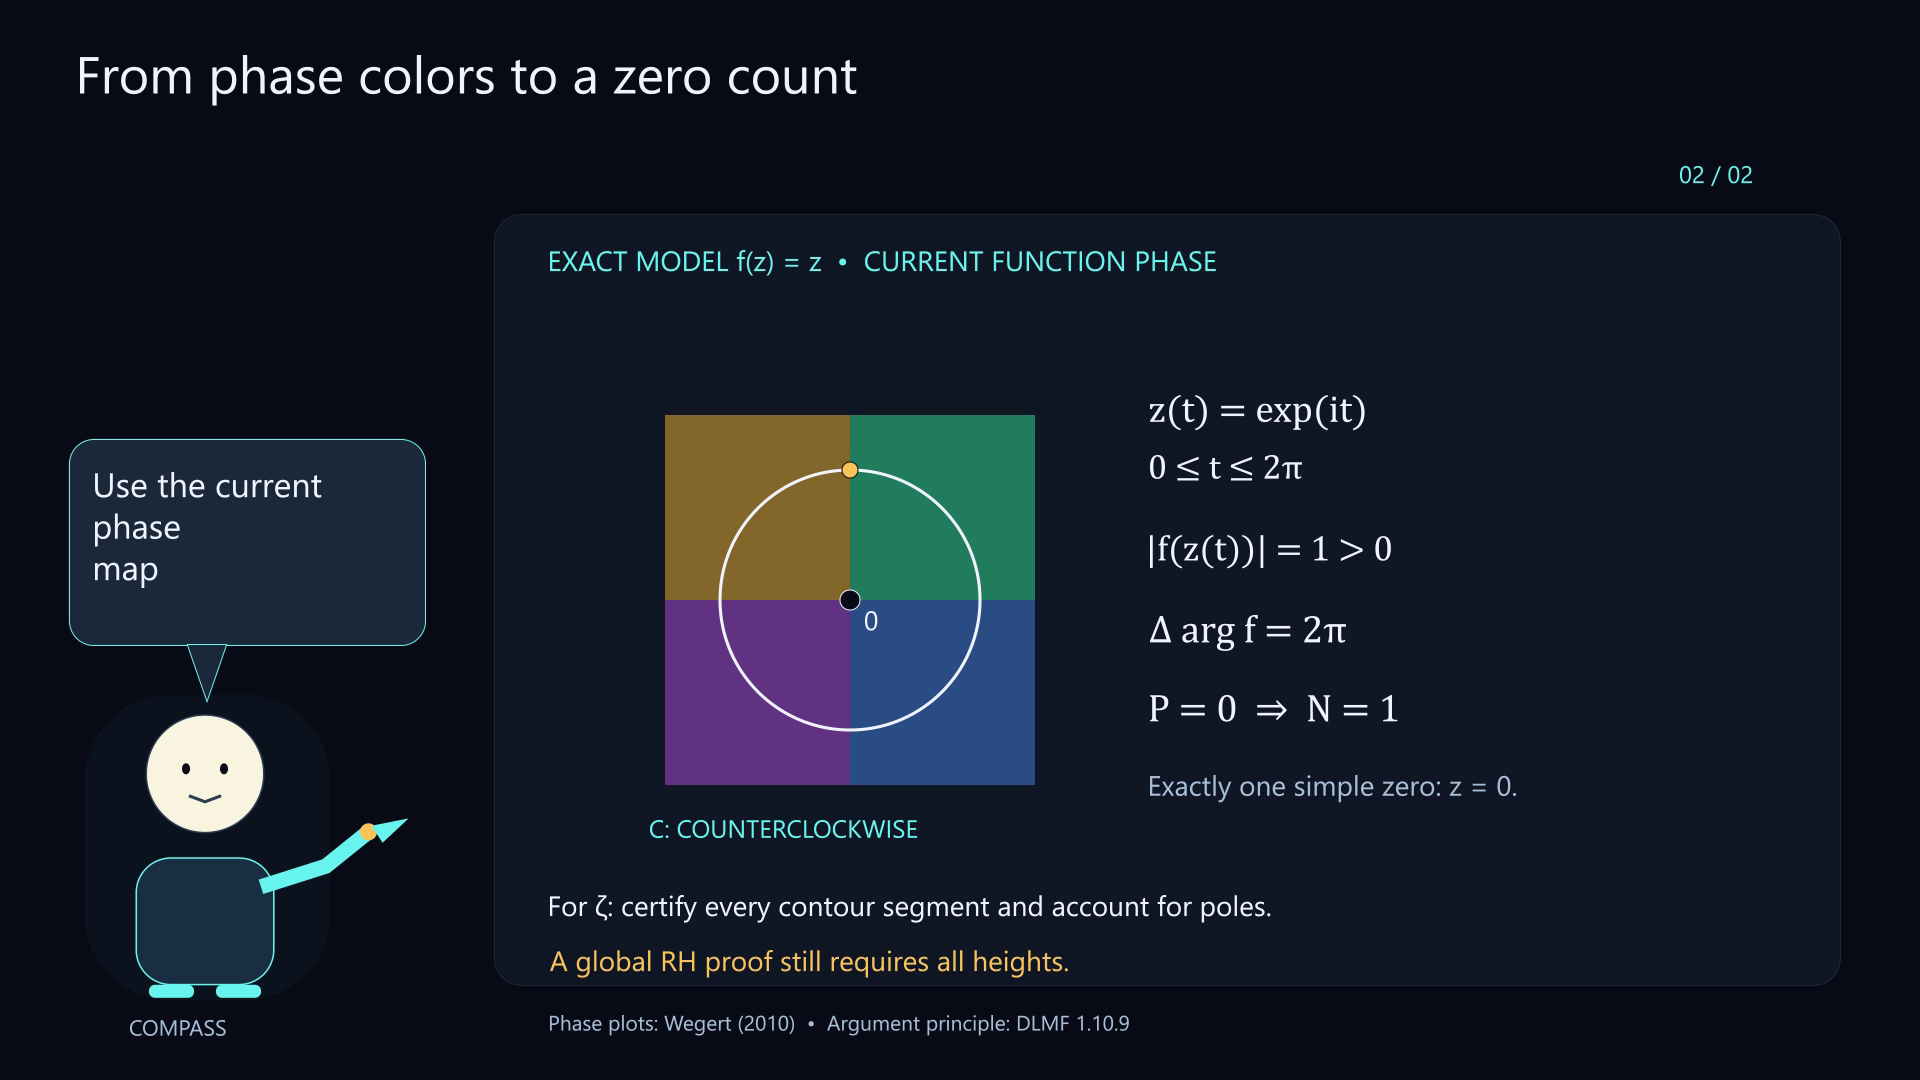 From phase colors to a zero count
02 / 02
EXACT MODEL f(z) = z • CURRENT FUNCTION PHASE
Use the current
phase
map
0
C: COUNTERCLOCKWISE
z(t) = exp(it)
0 ≤ t ≤ 2π
|f(z(t))| = 1 > 0
Δ arg f = 2π
P = 0 ⇒ N = 1
Exactly one simple zero: z = 0.
For ζ: certify every contour segment and account for poles.
A global RH proof still requires all heights.
COMPASS
Phase plots: Wegert (2010) • Argument principle: DLMF 1.10.9